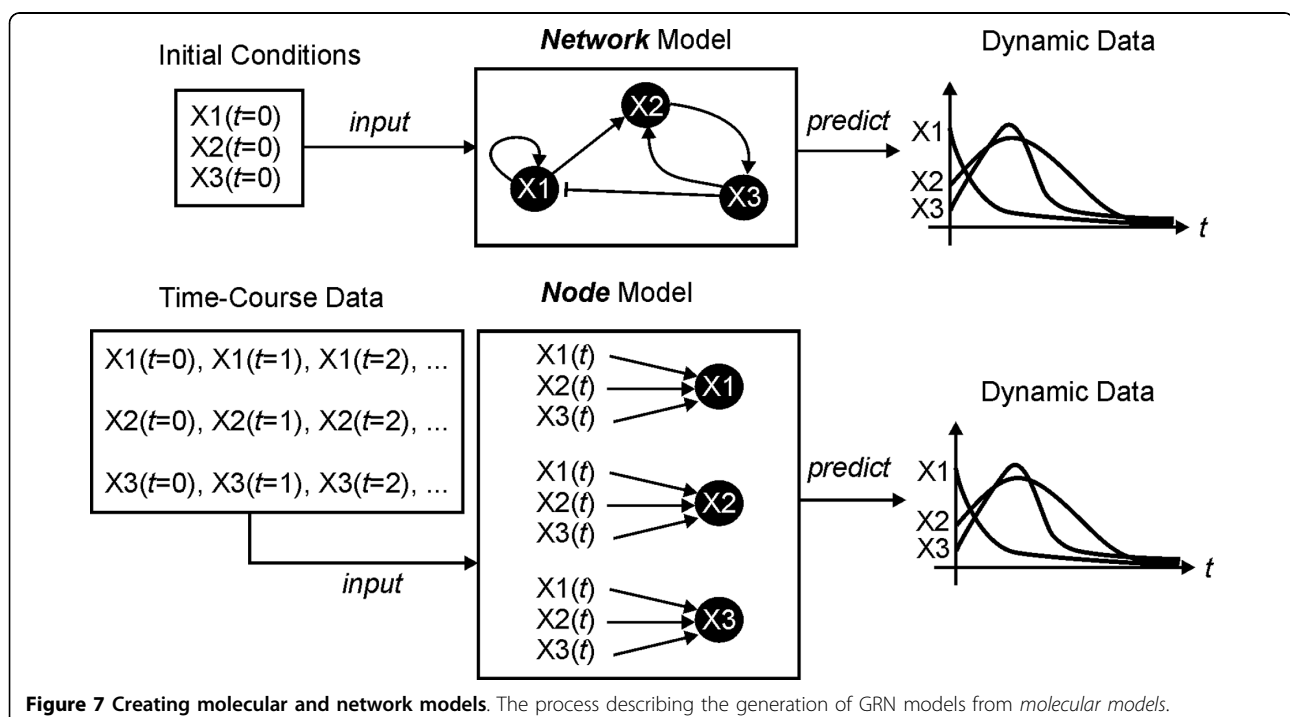 Initial Conditions
X1(t=0)
X2(t=0)
X3(t=0)
input
Network Model
X2
X1
X3
predict
Dynamic Data
X1
X2
X3
t
Time-Course Data
X1(t=0), X1(t=1), X1(t=2), ...
X2(t=0), X2(t=1), X2(t=2), ...
X3(t=0), X3(t=1), X3(t=2), ...
input
Node Model
X1(t)
X2(t)
X3(t)
X1
X1(t)
X2(t)
X3(t)
X2
X1(t)
X2(t)
X3(t)
X3
predict
Dynamic Data
X1
X2
X3
t
Figure 7 Creating molecular and network models. The process describing the generation of GRN models from molecular models.